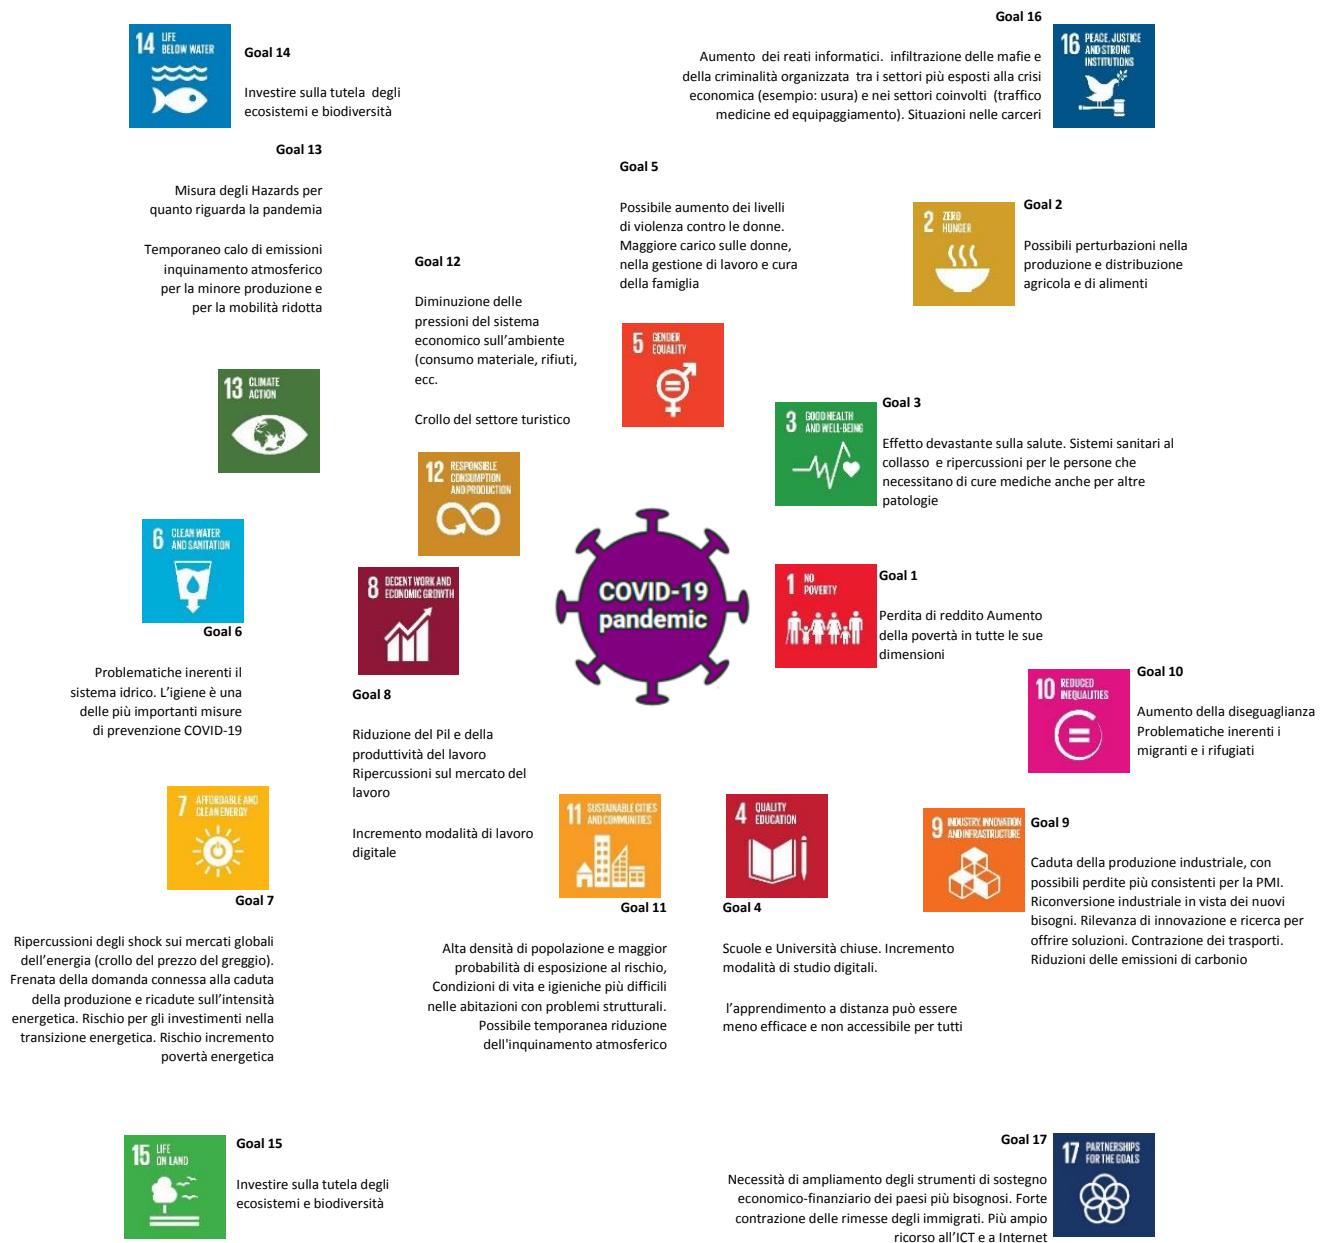 14 LIFE
BELOW WATER
Goal 14
Investire sulla tutela degli
ecosistemi e biodiversità
Goal 16
Aumento dei reati informatici. infiltrazione delle mafie e
della criminalità organizzata tra i settori più esposti alla crisi
economica (esempio: usura) e nei settori coinvolti (traffico
medicine ed equipaggiamento). Situazioni nelle carceri
16 PEACE, JUSTICE
AND STRONG
INSTITUTIONS
Goal 13
Misura degli Hazards per
quanto riguarda la pandemia
Temporaneo calo di emissioni
inquinamento atmosferico
per la minore produzione e
per la mobilità ridotta
13 CLIMATE
ACTION
Goal 12
Diminuzione delle
pressioni del sistema
economico sull'ambiente
(consumo materiale, rifiuti,
ecc.
Crollo del settore turistico
12 RESPONSIBLE
CONSUMPTION
AND PRODUCTION
Goal 5
Possibile aumento dei livelli
di violenza contro le donne.
Maggiore carico sulle donne,
nella gestione di lavoro e cura
della famiglia
5 GENDER
EQUALITY
2 ZERO
HUNGER
Goal 2
Possibili perturbazioni nella
produzione e distribuzione
agricola e di alimenti
3 GOOD HEALTH
AND WELL-BEING
Goal 3
Effetto devastante sulla salute. Sistemi sanitari al
collasso e ripercussioni per le persone che
necessitano di cure mediche anche per altre
patologie
6 CLEAN WATER
AND SANITATION
Goal 6
Problematiche inerenti il
sistema idrico. L'igiene è una
delle più importanti misure
di prevenzione COVID-19
8 DECENT WORK AND
ECONOMIC GROWTH
Goal 8
Riduzione del Pil e della
produttività del lavoro
Ripercussioni sul mercato del
lavoro
Incremento modalità di lavoro
digitale
COVID-19
pandemic
1 NO
POVERTY
Goal 1
Perdita di reddito Aumento
della povertà in tutte le sue
dimensioni
10 REDUCED
INEQUALITIES
Goal 10
Aumento della diseguaglianza
Problematiche inerenti i
migranti e i rifugiati
7 AFFORDABLE AND
CLEAN ENERGY
Goal 7
Ripercussioni degli shock sui mercati globali
dell'energia (crollo del prezzo del greggio).
Frenata della domanda connessa alla caduta
della produzione e ricadute sull'intensità
energetica. Rischio per gli investimenti nella
transizione energetica. Rischio incremento
povertà energetica
11 SUSTAINABLE CITIES
AND COMMUNITIES
Goal 11
Alta densità di popolazione e maggior
probabilità di esposizione al rischio,
Condizioni di vita e igieniche più difficili
nelle abitazioni con problemi strutturali.
Possibile temporanea riduzione
dell'inquinamento atmosferico
4 QUALITY
EDUCATION
Goal 4
Scuole e Università chiuse. Incremento
modalità di studio digitali.
l'apprendimento a distanza può essere
meno efficace e non accessibile per tutti
9 INDUSTRY, INNOVATION
AND INFRASTRUCTURE
Goal 9
Caduta della produzione industriale, con
possibili perdite più consistenti per la PMI.
Riconversione industriale in vista dei nuovi
bisogni. Rilevanza di innovazione e ricerca per
offrire soluzioni. Contrazione dei trasporti.
Riduzioni delle emissioni di carbonio
15 LIFE
ON LAND
Goal 15
Investire sulla tutela degli
ecosistemi e biodiversità
Goal 17
Necessità di ampliamento degli strumenti di sostegno
economico-finanziario dei paesi più bisognosi. Forte
contrazione delle rimesse degli immigrati. Più ampio
ricorso all'ICT e a Internet
17 PARTNERSHIPS
FOR THE GOALS